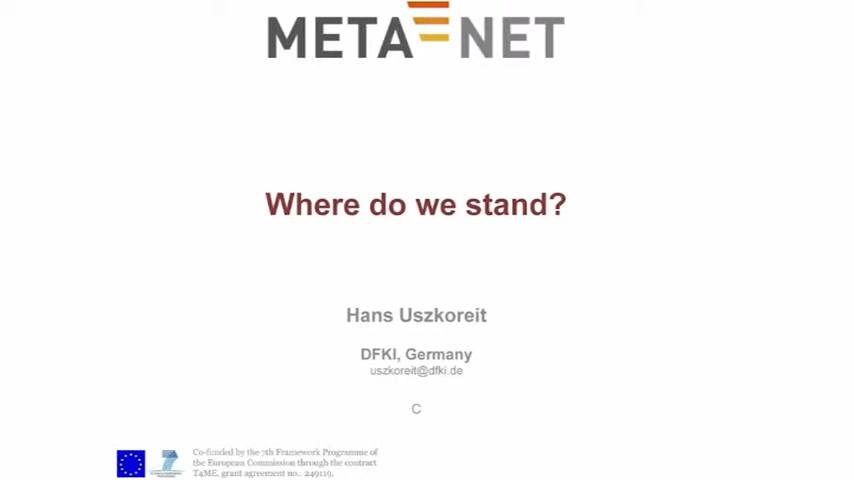 META NET
Where do we stand?
Hans Uszkoreit
DFKI, Germany
uszkoreit@dfki.de
C
Co-funded by the 7th Framework Programme of
the European Commission through the contract
T4ME, grant agreement no.: 249119.